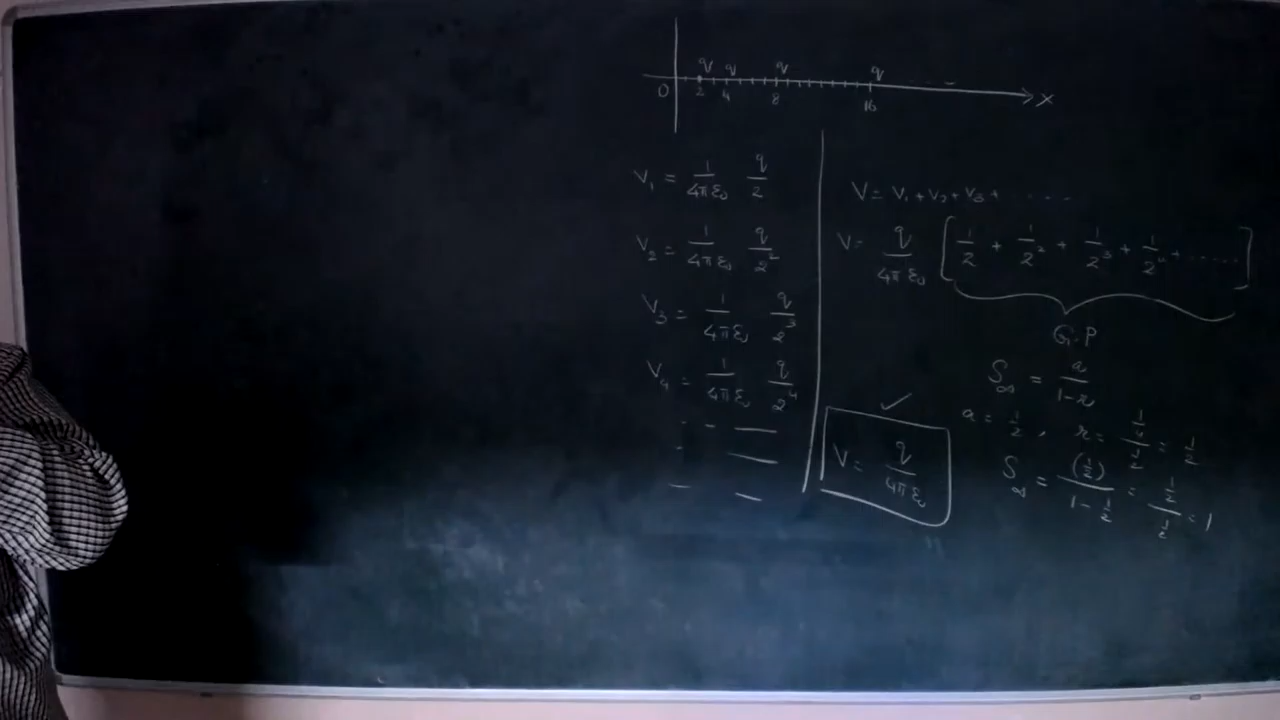 q q q q - - -
0 2 4 8 16 X
V₁ = 1/4πε₀ q/2
V₂ = 1/4πε₀ q/2²
V₃ = 1/4πε₀ q/2³
V₄ = 1/4πε₀ q/2⁴
V = V₁ + V₂ + V₃ + - - - -
V = q/4πε₀ [1/2 + 1/2² + 1/2³ + 1/2⁴ + .....]
G.P
S∞ = a/1-r
a = 1/2 , r = 1/4/1/2 = 1/2
S∞ = (1/2)/1-1/2 = 1/2/1/2 = 1
✓
V = q/4πε₀